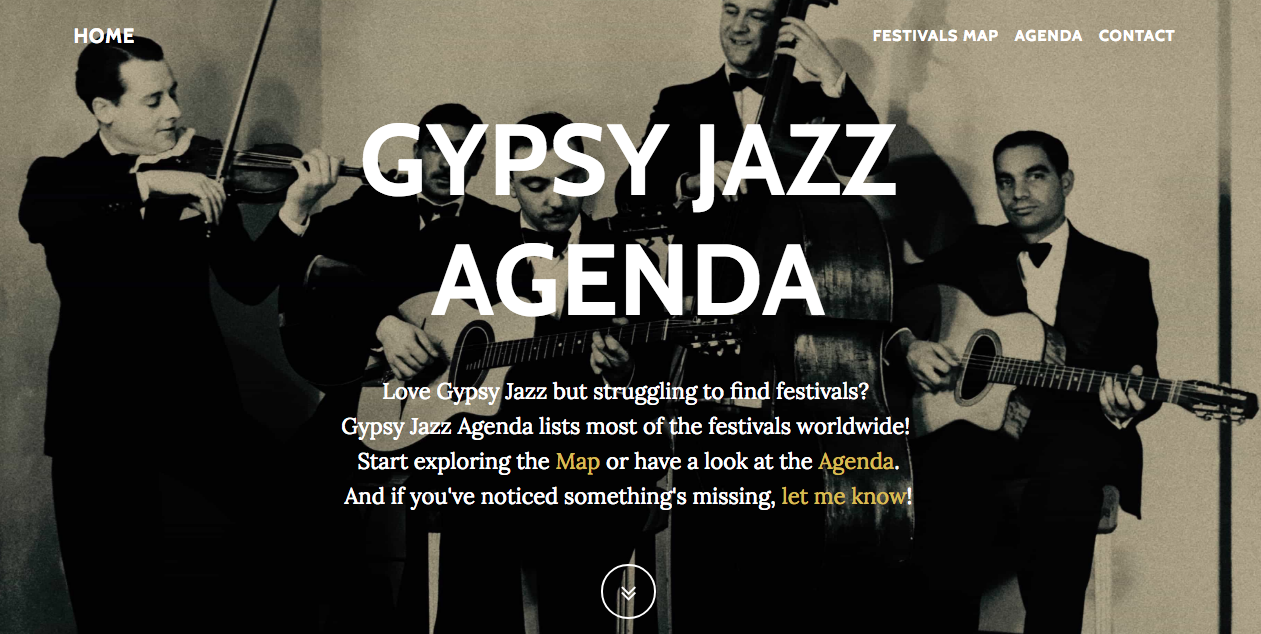 HOME
FESTIVALS MAP AGENDA CONTACT
GYPSY JAZZ
AGENDA
Love Gypsy Jazz but struggling to find festivals?
Gypsy Jazz Agenda lists most of the festivals worldwide!
Start exploring the Map or have a look at the Agenda.
And if you've noticed something's missing, let me know!